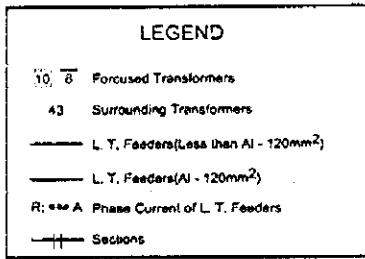 LEGEND
10 8 Forcused Transformers
43 Surrounding Transformers
L. T. Feeders(Less than Al - 120mm²)
L. T. Feeders(Al - 120mm²)
R: *** A Phase Current of L. T. Feeders
Sections